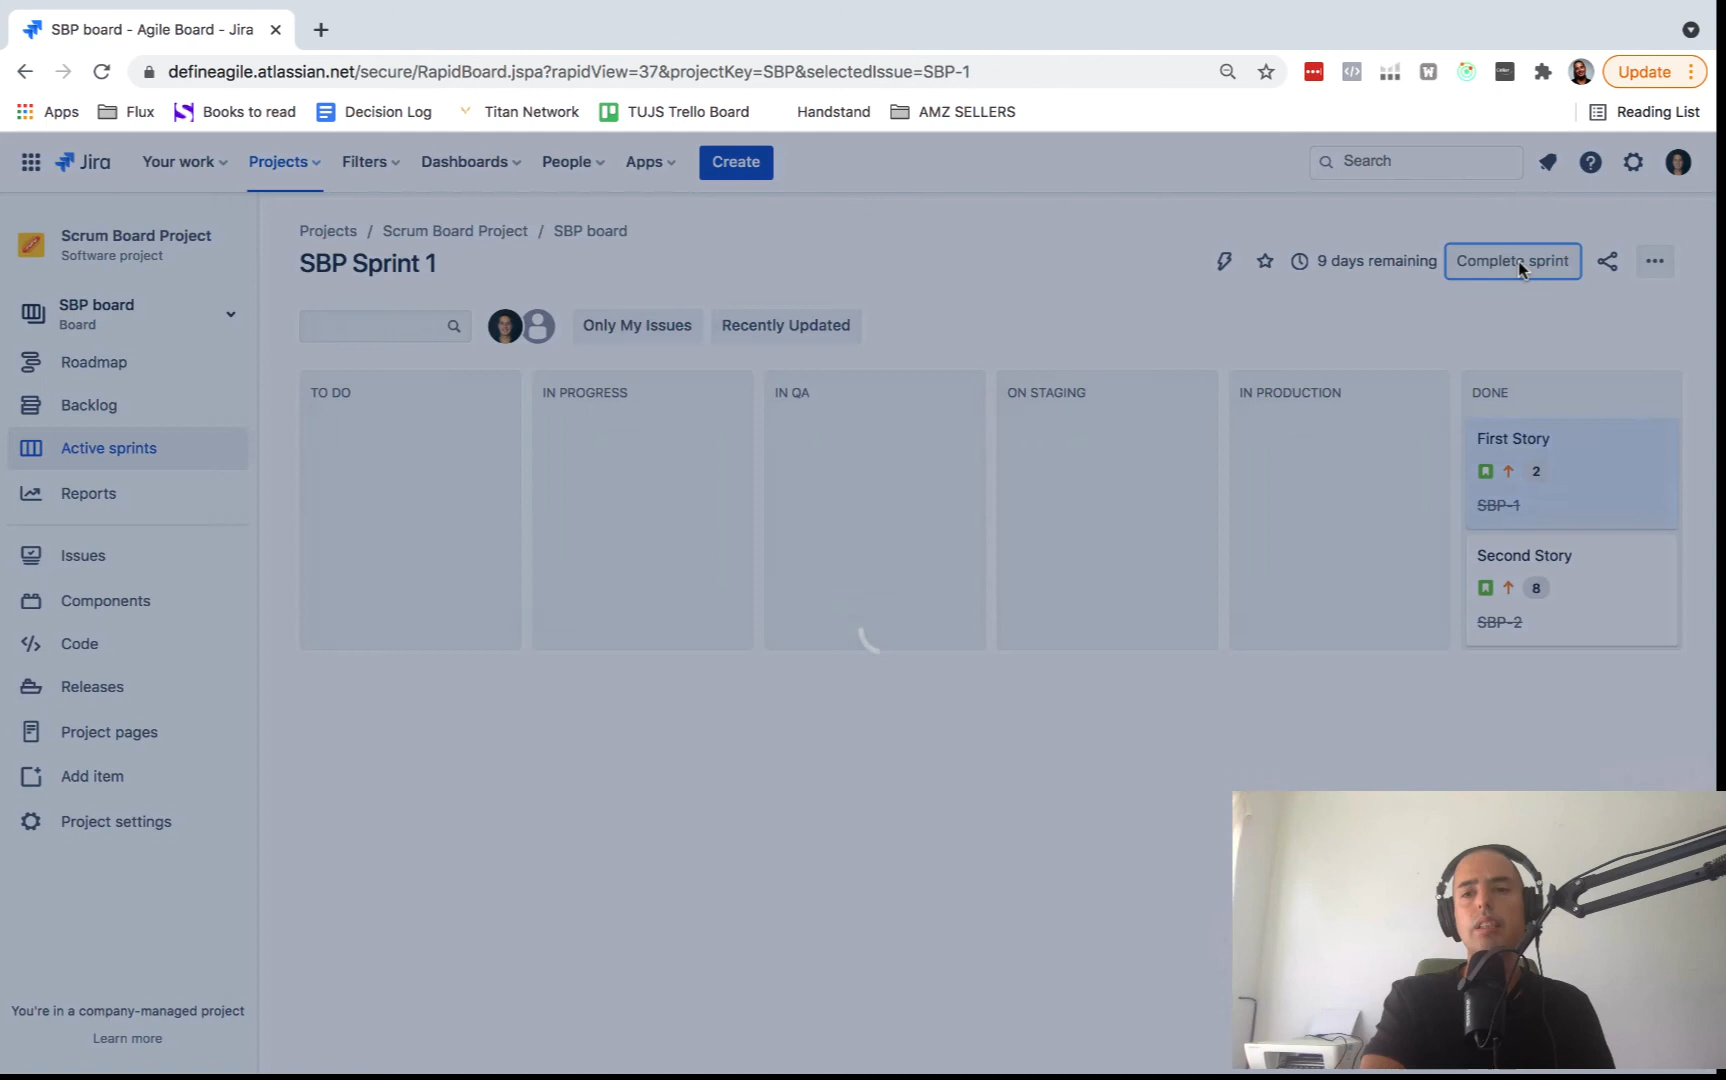 SBP board - Agile Board - Jira
defineagile.atlassian.net/secure/RapidBoard.jspa?rapidView=37&projectKey=SBP&selectedIssue=SBP-1
Update
Apps
Flux
Books to read
Decision Log
Titan Network
TUJS Trello Board
Handstand
AMZ SELLERS
Reading List
Jira
Your work
Projects
Filters
Dashboards
People
Apps
Create
Search
Scrum Board Project
Software project
SBP board
Board
Roadmap
Backlog
Active sprints
Reports
Issues
Components
Code
Releases
Project pages
Add item
Project settings
You're in a company-managed project
Learn more
Projects / Scrum Board Project / SBP board
SBP Sprint 1
9 days remaining
Complete sprint
Only My Issues
Recently Updated
TO DO
IN PROGRESS
IN QA
ON STAGING
IN PRODUCTION
DONE
First Story
2
SBP-1
Second Story
8
SBP-2